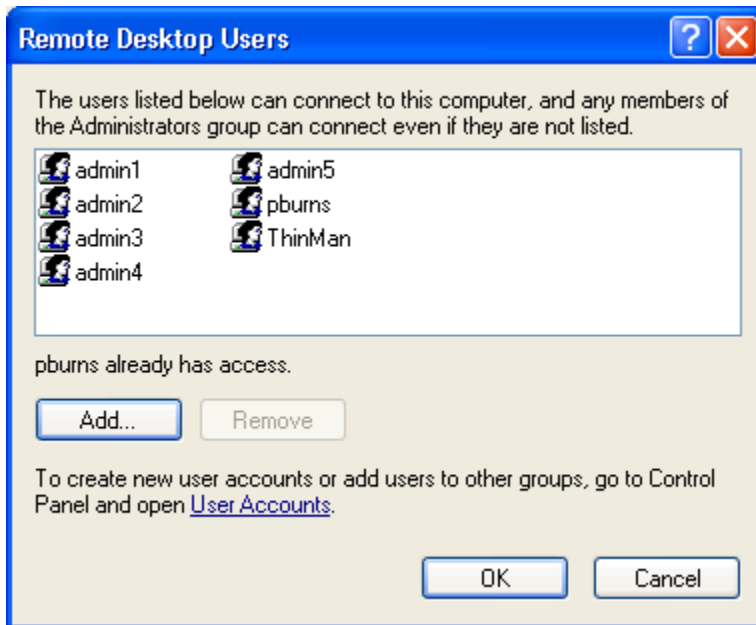 Remote Desktop Users
The users listed below can connect to this computer, and any members of
the Administrators group can connect even if they are not listed.
admin1
admin2
admin3
admin4
admin5
pburns
ThinMan
pburns already has access.
Add...
Remove
To create new user accounts or add users to other groups, go to Control
Panel and open User Accounts.
OK
Cancel